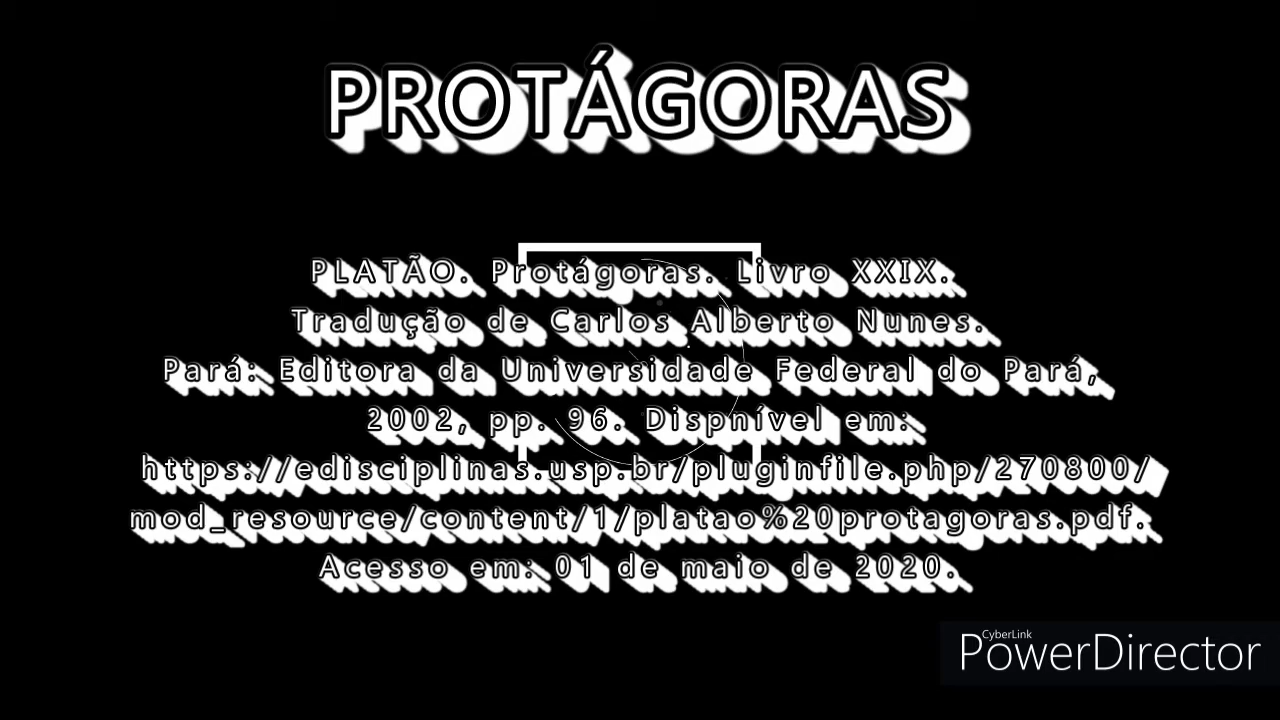 PROTÁGORAS
PLATÃO. Protágoras. Livro XXIX.
Tradução de Carlos Alberto Nunes.
Pará: Editora da Universidade Federal do Pará,
2002, pp. 96. Dispnível em:
https://edisciplinas.usp.br/pluginfile.php/270800/
mod_resource/content/1/platao%20protagoras.pdf.
Acesso em: 01 de maio de 2020.
CyberLink
PowerDirector